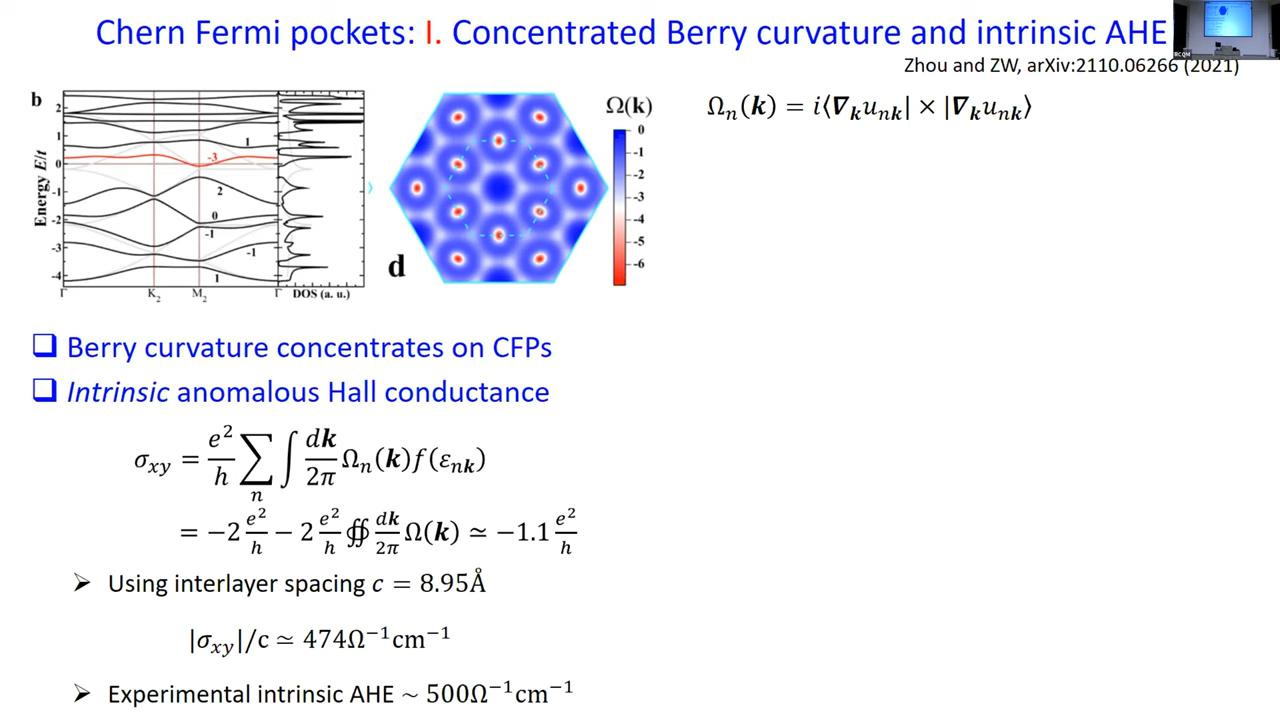 Chern Fermi pockets: I. Concentrated Berry curvature and intrinsic AHE
RCQM
Zhou and ZW, arXiv:2110.06266 (2021)
b
2
1
0
-1
-2
-3
-4
Energy E/t
1
-3
2
0
-1
-1
1
Γ K₂ M₂ Γ DOS (a. u.)
d
Ω(k)
0
-1
-2
-3
-4
-5
-6
Ωₙ(𝒌) = i⟨∇ₖuₙₖ| × |∇ₖuₙₖ⟩
❑ Berry curvature concentrates on CFPs
❑ Intrinsic anomalous Hall conductance
σₓᵧ = e²/h ∑ₙ ∫ d𝒌/2π Ωₙ(𝒌)f(εₙₖ)
= −2 e²/h − 2 e²/h ∯ d𝒌/2π Ω(𝒌) ≃ −1.1 e²/h
➢ Using interlayer spacing c = 8.95Å
|σₓᵧ|/c ≃ 474Ω⁻¹cm⁻¹
➢ Experimental intrinsic AHE ~ 500Ω⁻¹cm⁻¹